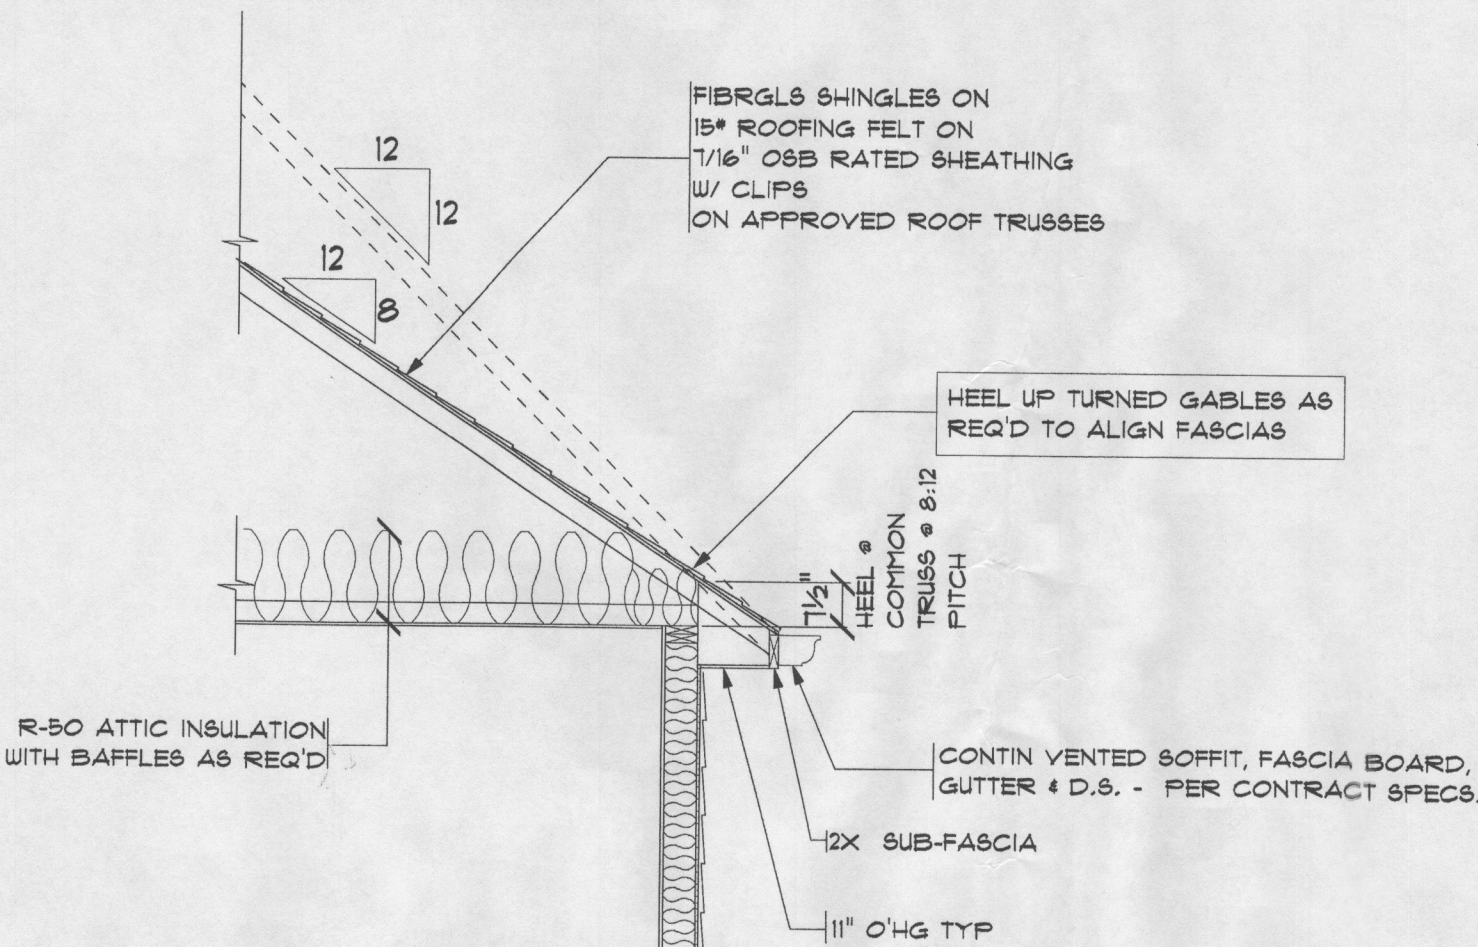 FIBRGLS SHINGLES ON
15# ROOFING FELT ON
7/16" OSB RATED SHEATHING
W/ CLIPS
ON APPROVED ROOF TRUSSES
12
12
12
8
HEEL UP TURNED GABLES AS
REQ'D TO ALIGN FASCIAS
7½"
HEEL @
COMMON
TRUSS @ 8:12
PITCH
R-50 ATTIC INSULATION
WITH BAFFLES AS REQ'D
CONTIN VENTED SOFFIT, FASCIA BOARD,
GUTTER & D.S. - PER CONTRACT SPECS.
2X SUB-FASCIA
11" O'HG TYP